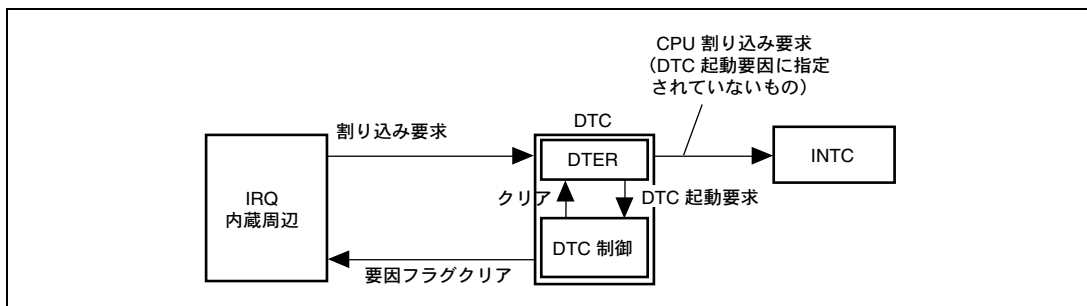 CPU 割り込み要求
（DTC 起動要因に指定
されていないもの）
割り込み要求
DTC
DTER
INTC
IRQ
内蔵周辺
クリア
DTC 起動要求
DTC 制御
要因フラグクリア